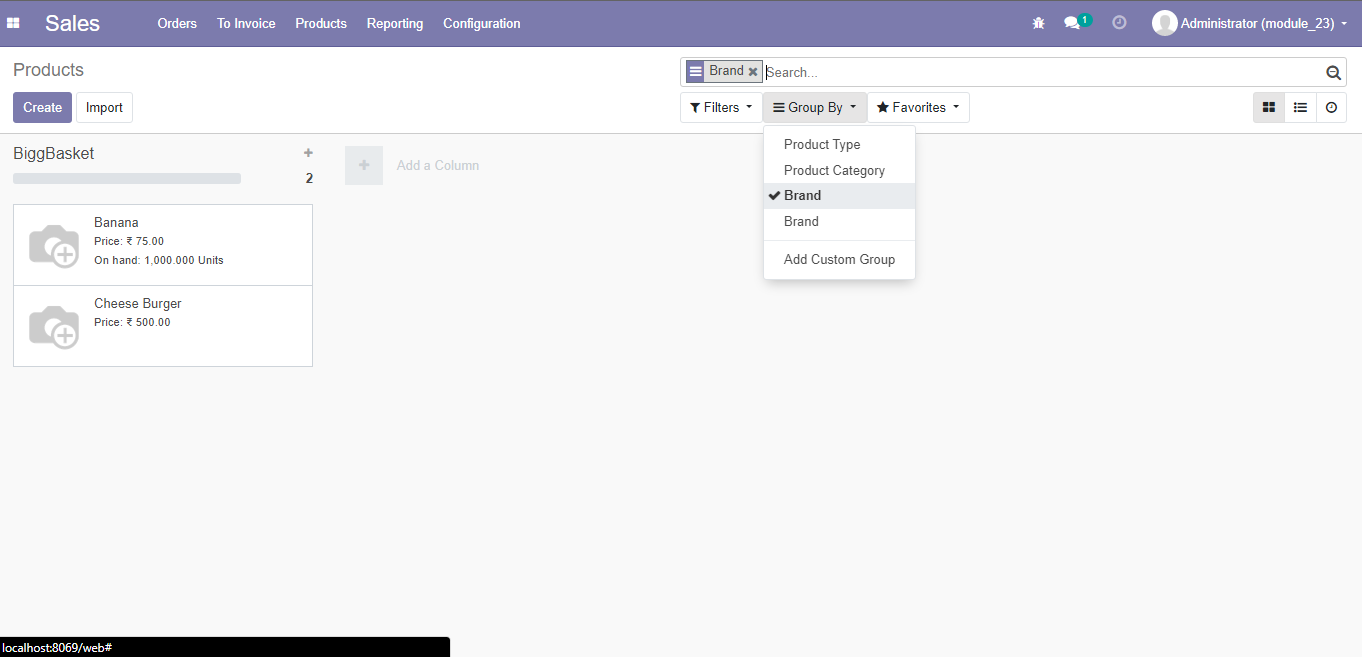 Sales Orders To Invoice Products Reporting Configuration 1 Administrator (module_23)
Products
Brand Search...
Create Import Filters Group By Favorites
BiggBasket
2
Add a Column
Banana
Price: ₹ 75.00
On hand: 1,000.000 Units
Cheese Burger
Price: ₹ 500.00
Product Type
Product Category
Brand
Brand
Add Custom Group
localhost:8069/web#